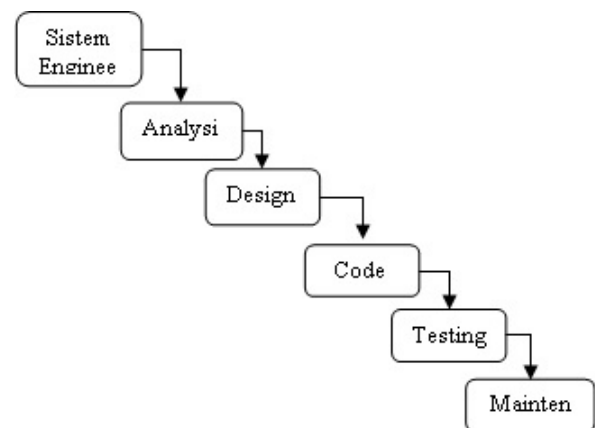 Sistem
Enginee
Analysi
Design
Code
Testing
Mainten